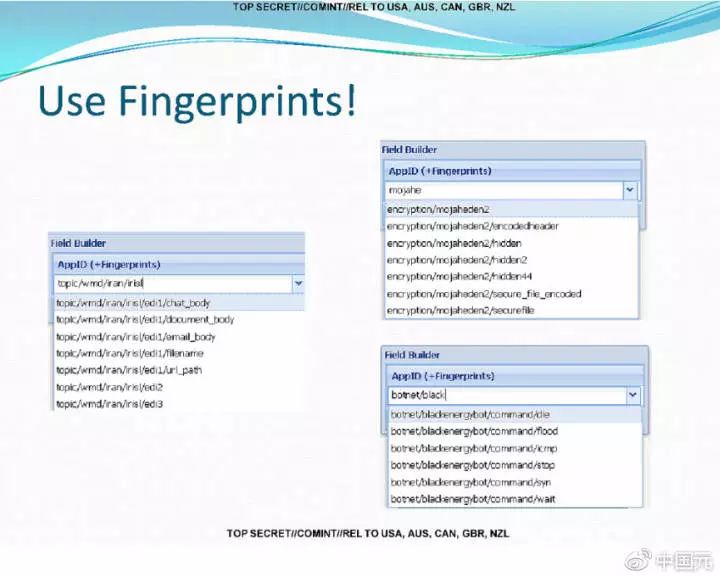 TOP SECRET//COMINT//REL TO USA, AUS, CAN, GBR, NZL
Use Fingerprints!
Field Builder
AppID (+Fingerprints)
topic/wmd/iran/irisl
topic/wmd/iran/irisl/edi1/chat_body
topic/wmd/iran/irisl/edi1/document_body
topic/wmd/iran/irisl/edi1/email_body
topic/wmd/iran/irisl/edi1/filename
topic/wmd/iran/irisl/edi1/url_path
topic/wmd/iran/irisl/edi2
topic/wmd/iran/irisl/edi3
Field Builder
AppID (+Fingerprints)
mojahe
encryption/mojaheden2
encryption/mojaheden2/encodedheader
encryption/mojaheden2/hidden
encryption/mojaheden2/hidden2
encryption/mojaheden2/hidden44
encryption/mojaheden2/secure_file_encoded
encryption/mojaheden2/securefile
Field Builder
AppID (+Fingerprints)
botnet/black
botnet/blackenergybot/command/die
botnet/blackenergybot/command/flood
botnet/blackenergybot/command/icmp
botnet/blackenergybot/command/stop
botnet/blackenergybot/command/syn
botnet/blackenergybot/command/wait
TOP SECRET//COMINT//REL TO USA, AUS, CAN, GBR, NZL
中国元